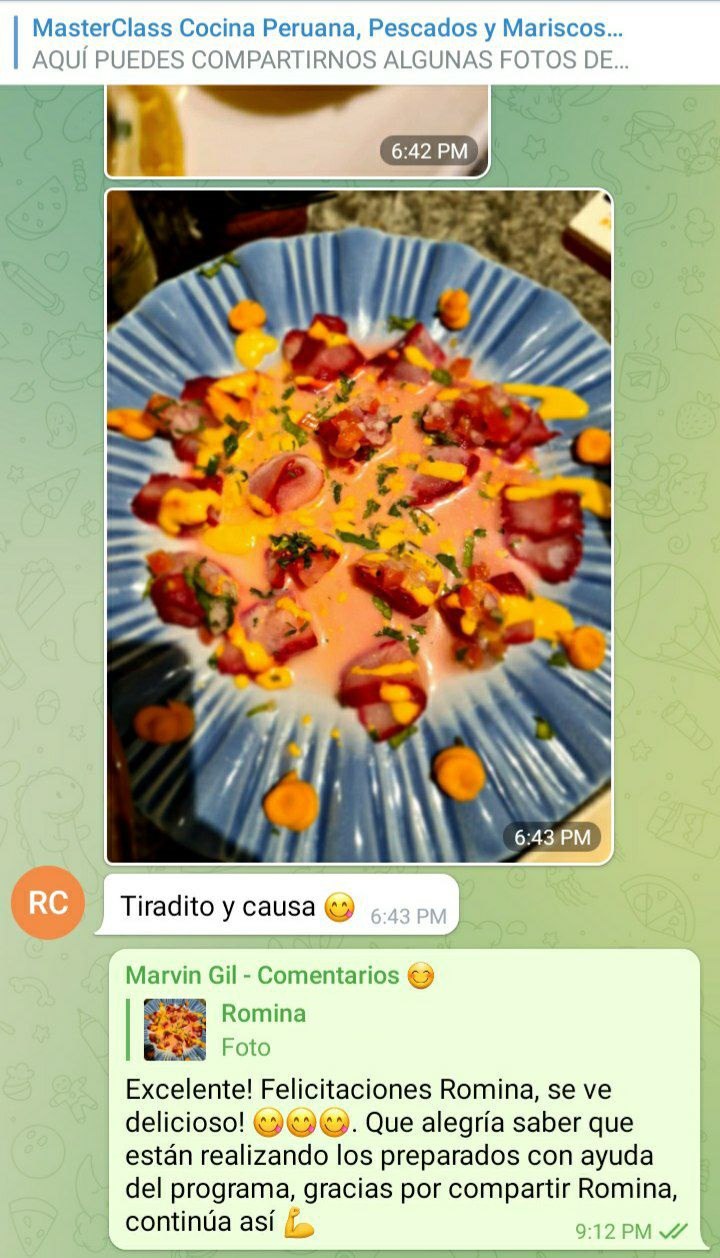 MasterClass Cocina Peruana, Pescados y Mariscos...
AQUÍ PUEDES COMPARTIRNOS ALGUNAS FOTOS DE...
6:42 PM
6:43 PM
RC
Tiradito y causa 😋 6:43 PM
Marvin Gil - Comentarios 😊
Romina
Foto
Excelente! Felicitaciones Romina, se ve
delicioso! 😋😋😋. Que alegría saber que
están realizando los preparados con ayuda
del programa, gracias por compartir Romina,
continúa así 💪
9:12 PM